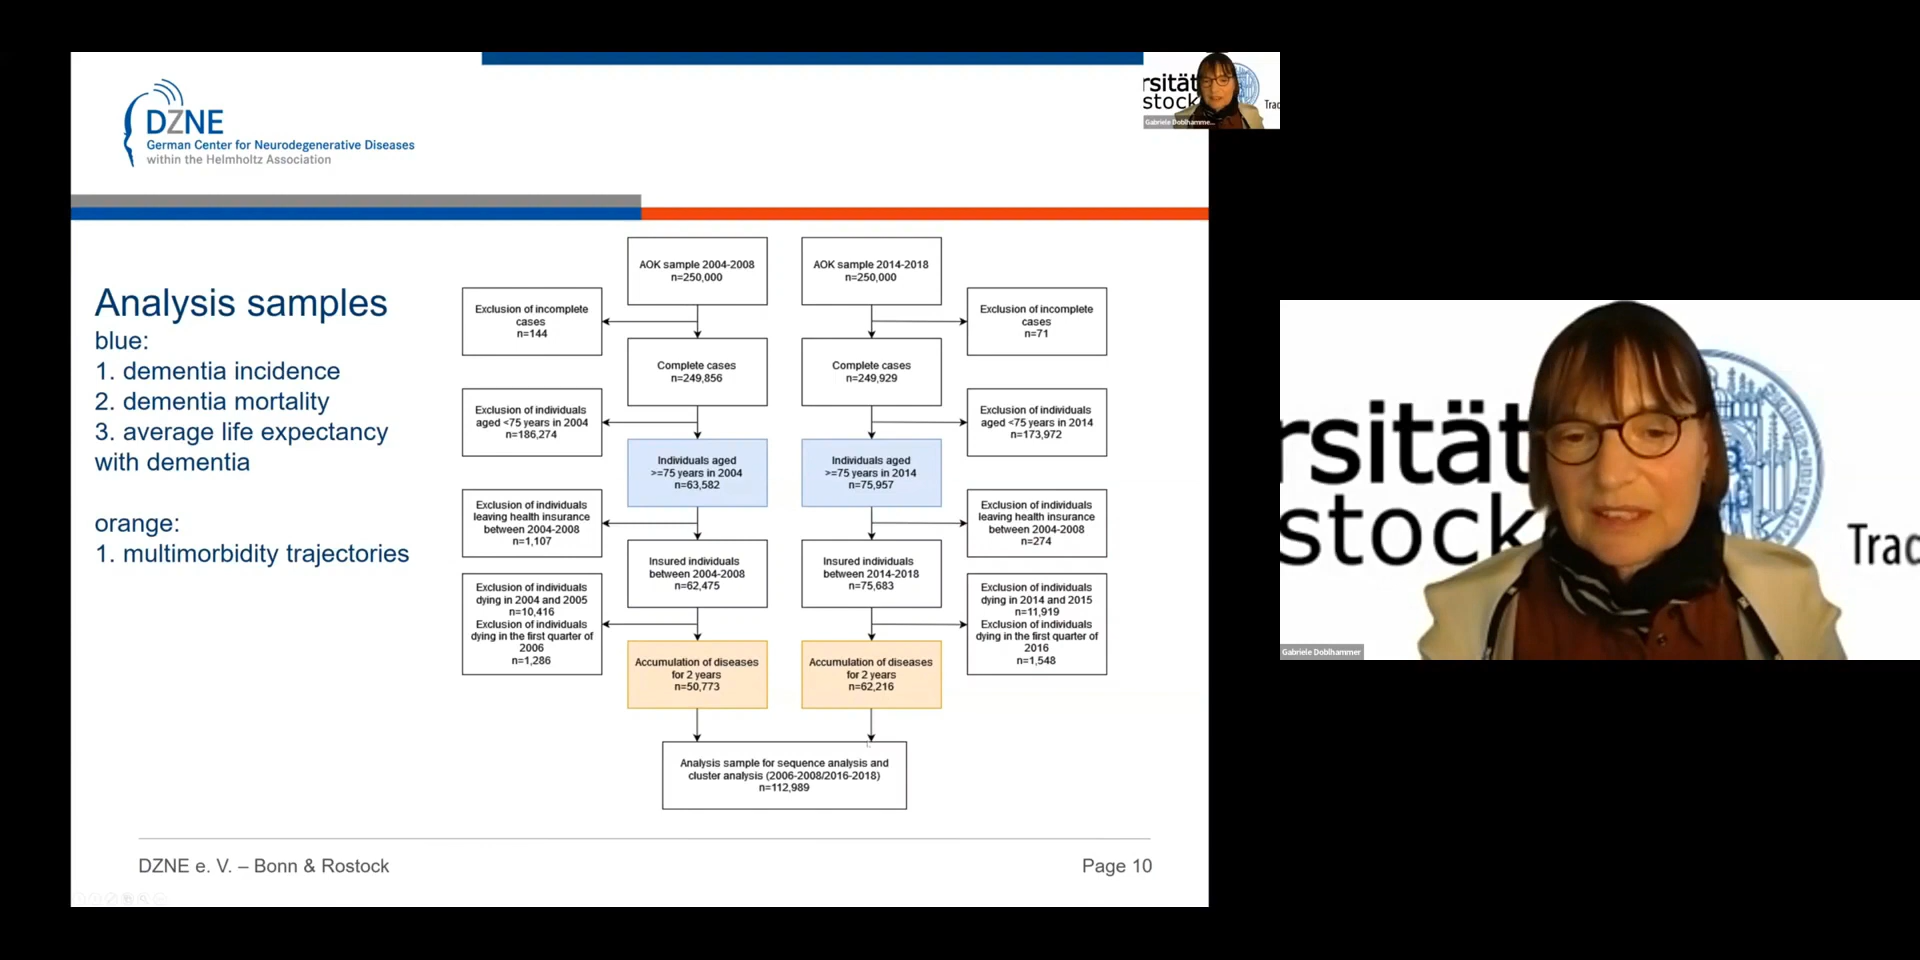 DZNE
German Center for Neurodegenerative Diseases
within the Helmholtz Association
rsität
stock
Trac
Gabriele Doblhamme...
Analysis samples
blue:
1. dementia incidence
2. dementia mortality
3. average life expectancy
with dementia
orange:
1. multimorbidity trajectories
AOK sample 2004-2008
n=250,000
AOK sample 2014-2018
n=250,000
Exclusion of incomplete
cases
n=144
Exclusion of incomplete
cases
n=71
Complete cases
n=249,856
Complete cases
n=249,929
Exclusion of individuals
aged <75 years in 2004
n=186,274
Exclusion of individuals
aged <75 years in 2014
n=173,972
Individuals aged
>=75 years in 2004
n=63,582
Individuals aged
>=75 years in 2014
n=75,957
Exclusion of individuals
leaving health insurance
between 2004-2008
n=1,107
Exclusion of individuals
leaving health insurance
between 2004-2008
n=274
Insured individuals
between 2004-2008
n=62,475
Insured individuals
between 2014-2018
n=75,683
Exclusion of individuals
dying in 2004 and 2005
n=10,416
Exclusion of individuals
dying in the first quarter of
2006
n=1,286
Exclusion of individuals
dying in 2014 and 2015
n=11,919
Exclusion of individuals
dying in the first quarter of
2016
n=1,548
Accumulation of diseases
for 2 years
n=50,773
Accumulation of diseases
for 2 years
n=62,216
Analysis sample for sequence analysis and
cluster analysis (2006-2008/2016-2018)
n=112,989
DZNE e. V. – Bonn & Rostock
Page 10
rsität
stock
Trac
Gabriele Doblhammer